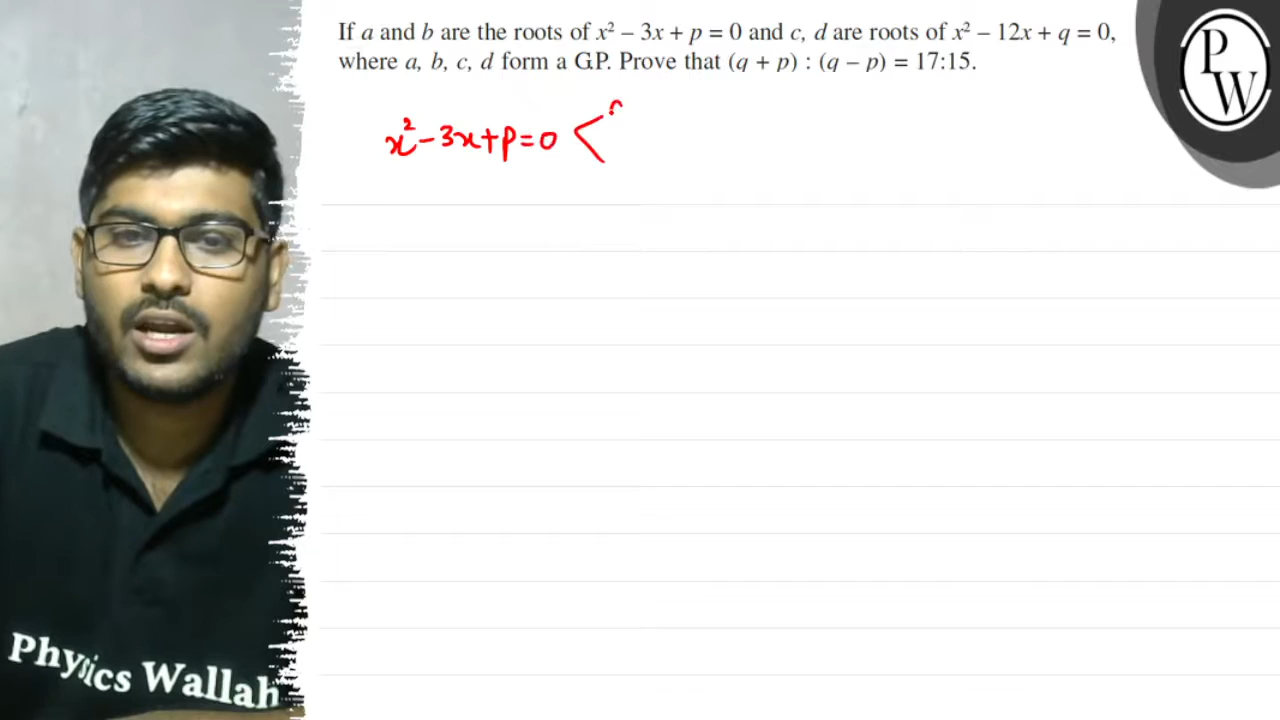 If a and b are the roots of x² – 3x + p = 0 and c, d are roots of x² – 12x + q = 0,
where a, b, c, d form a G.P. Prove that (q + p) : (q – p) = 17:15.
x² – 3x + p = 0
P
W
Physics Wallah